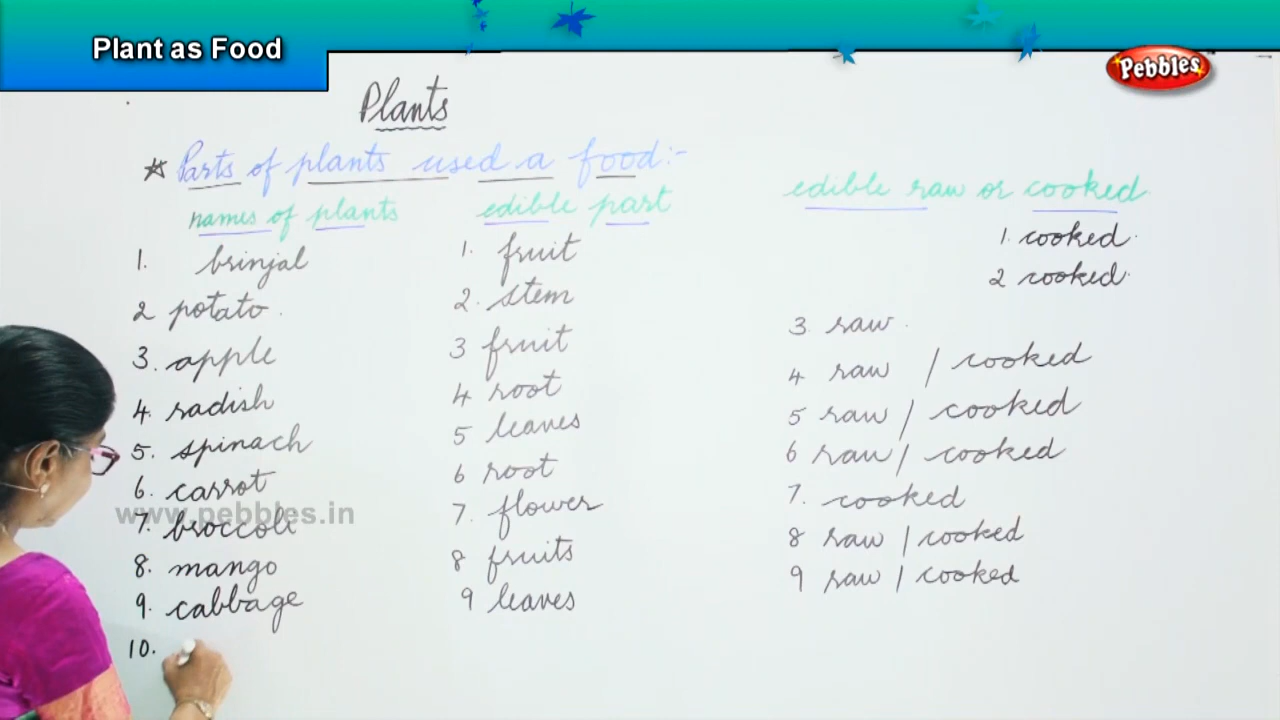 Plant as Food
Pebbles
Plants
Parts of plants used a food:-
names of plants edible part edible raw or cooked
1. brinjal 1. fruit 1. cooked
2 potato. 2. stem 2 cooked
3. apple 3 fruit 3 raw.
4. radish 4 root 4 raw / cooked
5. spinach 5 leaves 5 raw / cooked
6. carrot 6 root 6 raw / cooked
www.pebbles.in
7. broccoli 7. flower 7. cooked
8. mango 8 fruits 8 raw / cooked
9. cabbage 9 leaves 9 raw / cooked
10.